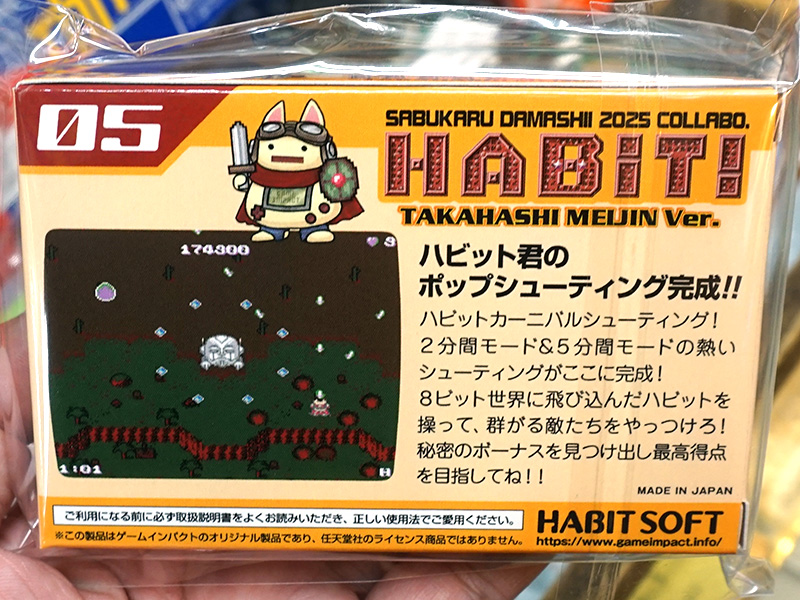 05
SABUKARU DAMASHII 2025 COLLABO.
HABIT!
TAKAHASHI MEIJIN Ver.
174300
3
1:01
H
ハビット君の
ポップシューティング完成!!
ハビットカーニバルシューティング!
2分間モード&5分間モードの熱い
シューティングがここに完成!
8ビット世界に飛び込んだハビットを
操って、群がる敵たちをやっつけろ!
秘密のボーナスを見つけ出し最高得点
を目指してね!!
MADE IN JAPAN
ご利用になる前に必ず取扱説明書をよくお読みいただき、正しい使用法でご愛用ください。
※この製品はゲームインパクトのオリジナル製品であり、任天堂社のライセンス商品ではありません。
HABIT SOFT
https://www.gameimpact.info/